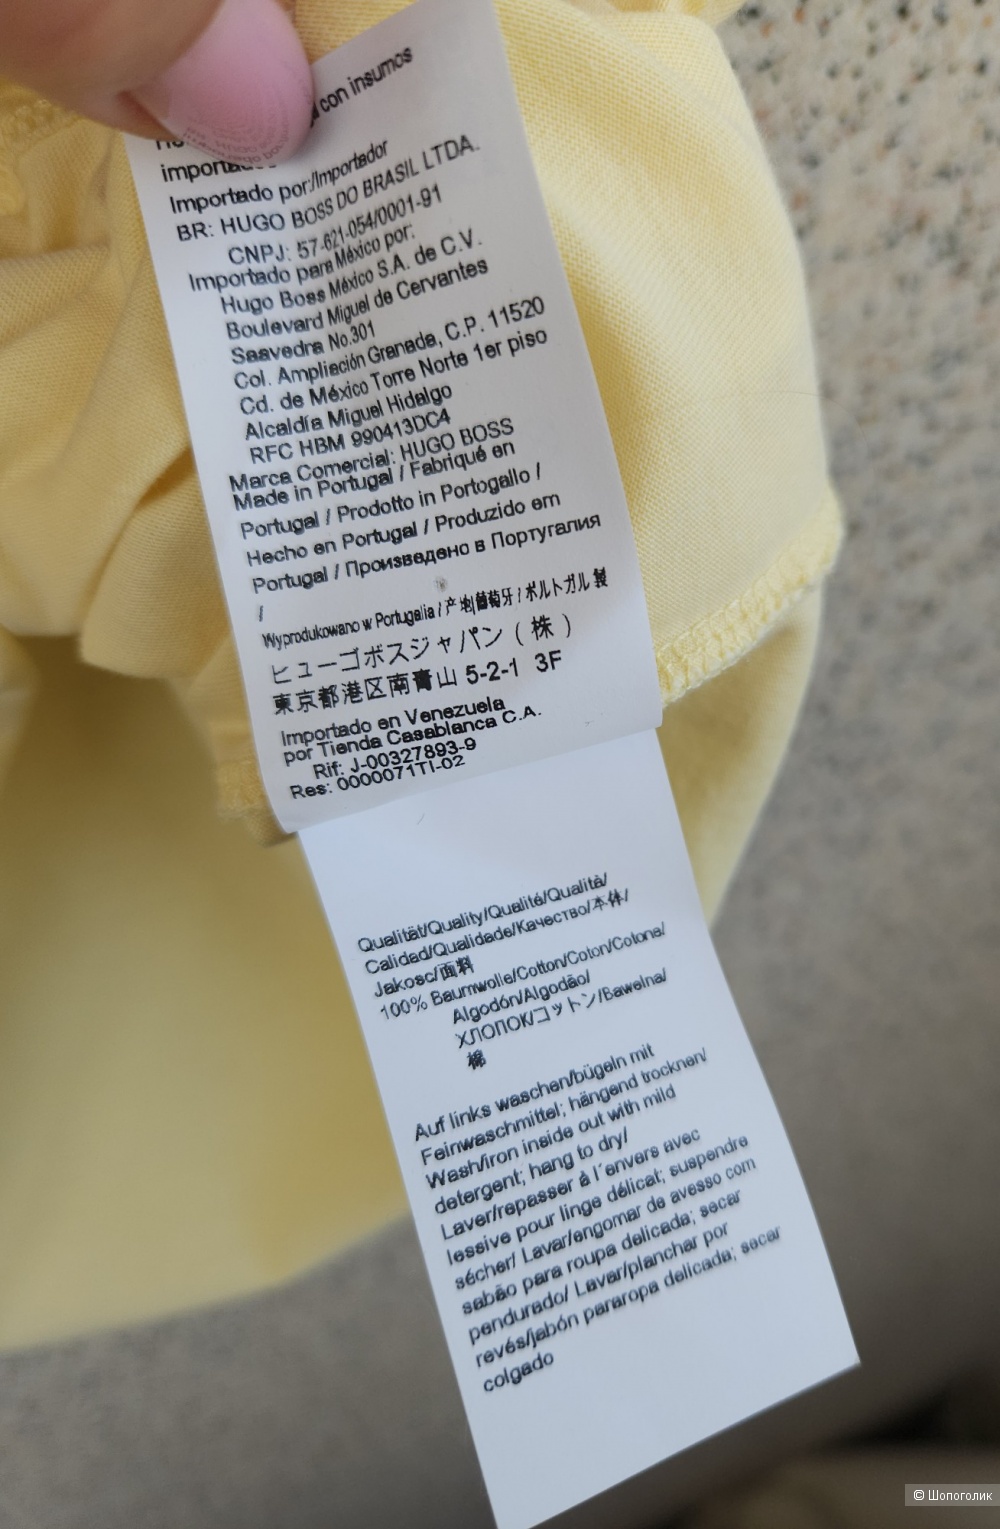 con insumos
Importado por:/Importador
BR: HUGO BOSS DO BRASIL LTDA.
CNPJ: 57-621-054/0001-91
Importado para México por:
Hugo Boss México S.A. de C.V.
Boulevard Miguel de Cervantes
Saavedra No.301
Col. Ampliación Granada, C.P. 11520
Cd. de México Torre Norte 1er piso
Alcaldía Miguel Hidalgo
RFC HBM 990413DC4
Marca Comercial: HUGO BOSS
Made in Portugal / Fabriqué en
Portugal / Prodotto in Portogallo /
Hecho en Portugal / Produzido em
Portugal / Произведено в Португалия
/
Wyprodukowano w Portugalia / 产地葡萄牙 / ポルトガル 製
ヒューゴボスジャパン ( 株 )
東京都港区南青山 5-2-1 3F
Importado en Venezuela
por Tienda Casablanca C.A.
Rif: J-00327893-9
Res: 0000071TI-02
Qualität/Quality/Qualité/Qualità/
Calidad/Qualidade/Качество/本体/
Jakosc/面料
100% Baumwolle/Cotton/Coton/Cotone/
Algodón/Algodão/
ХЛОПОК/コットン/Bawelna/
棉
Auf links waschen/bügeln mit
Feinwaschmittel; hängend trocknen/
Wash/iron inside out with mild
detergent; hang to dry/
Laver/repasser à l´envers avec
lessive pour linge délicat; suspendre
sécher/ Lavar/engomar de avesso com
sabão para roupa delicada; secar
pendurado/ Lavar/planchar por
revés/jabón pararopa delicada; secar
colgado
© Шопоголик